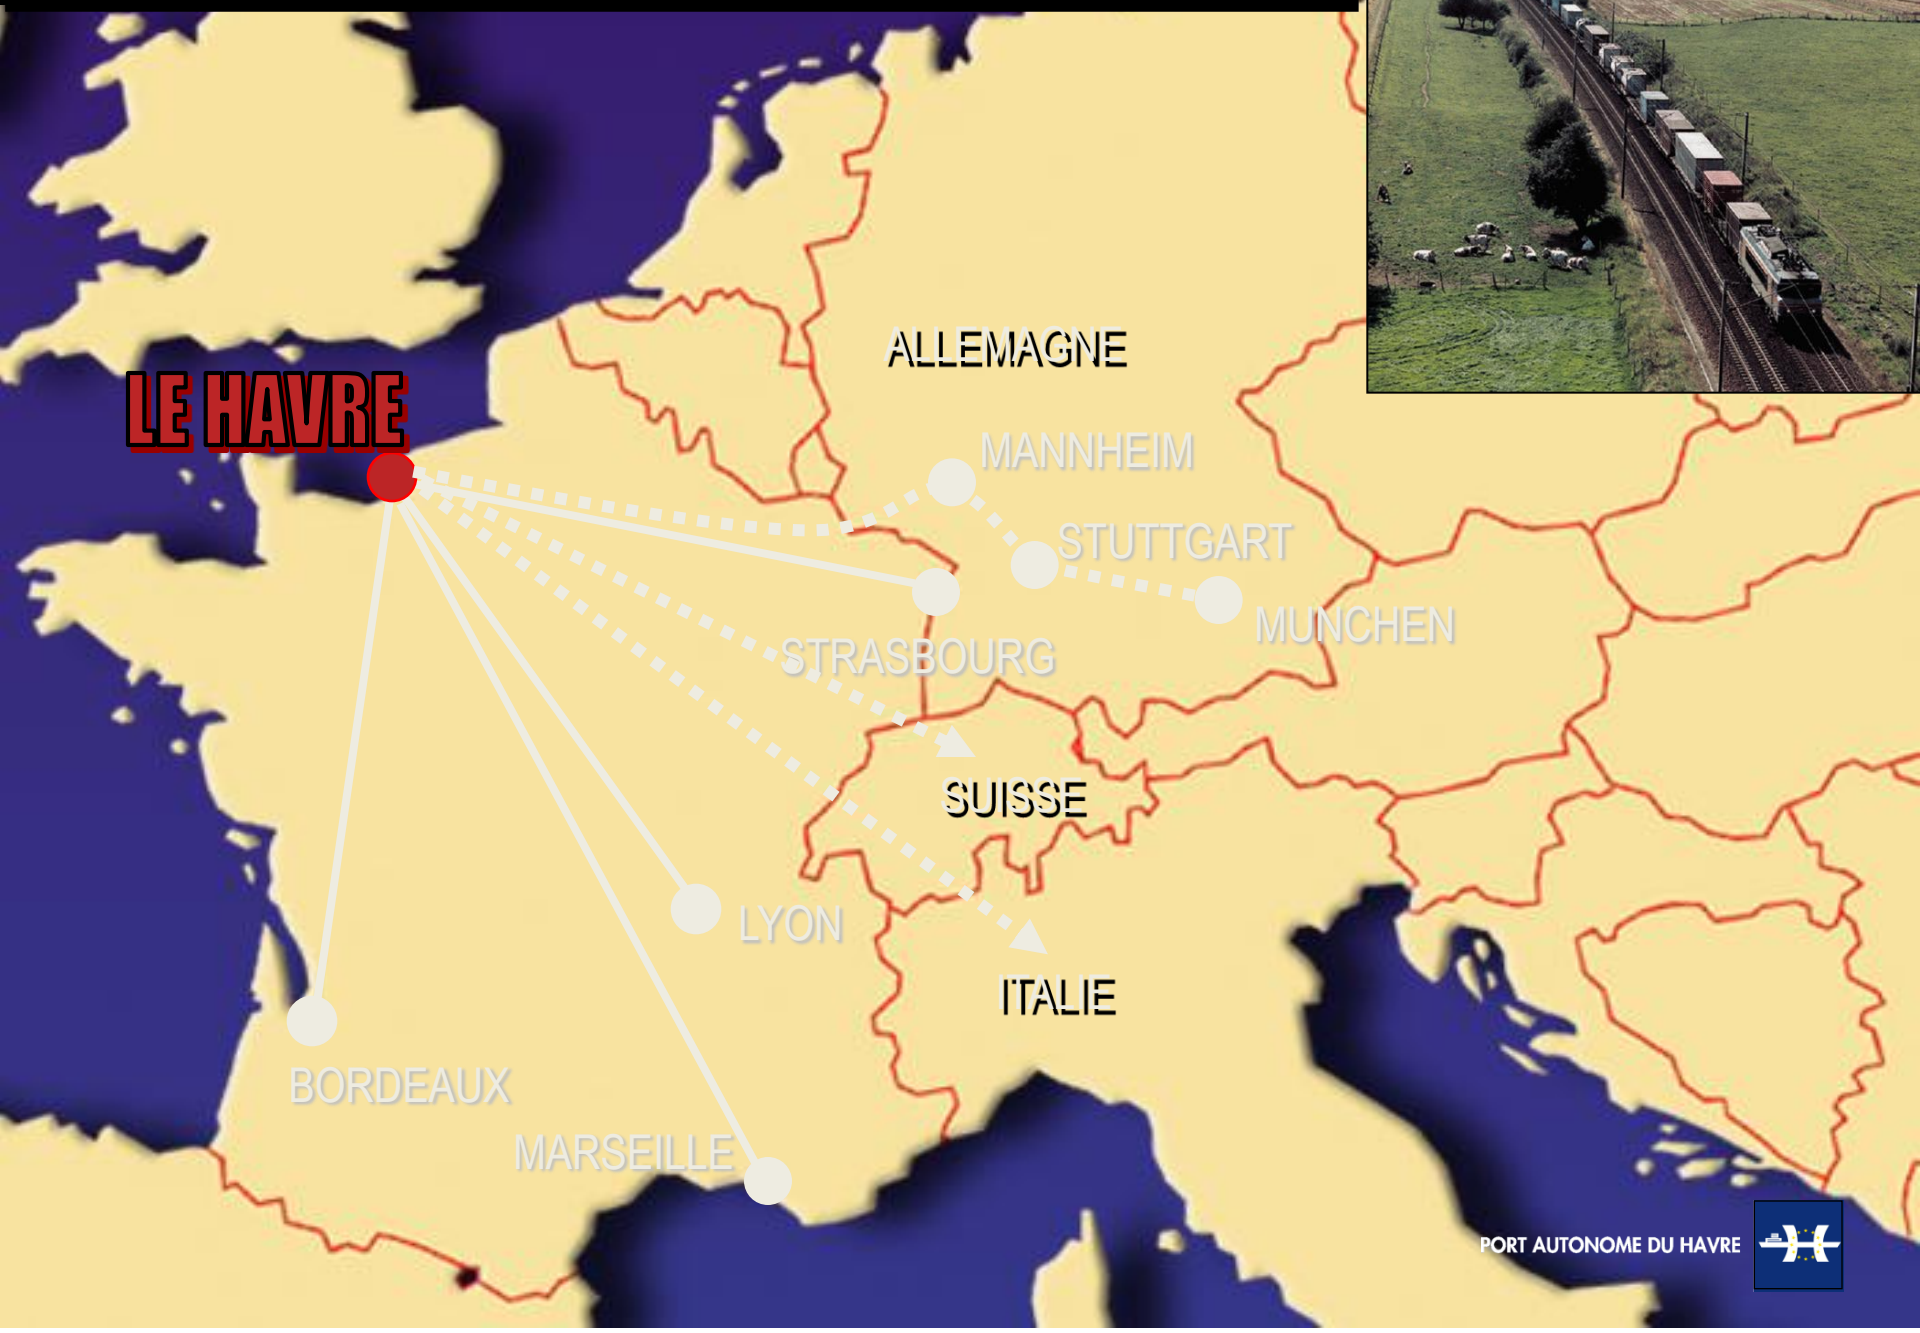 ALLEMAGNE
LE HAVRE
MANNHEIM
STUTTGART
MUNCHEN
STRASBOURG
SUISSE
LYON
ITALIE
BORDEAUX
MARSEILLE
PORT AUTONOME DU HAVRE